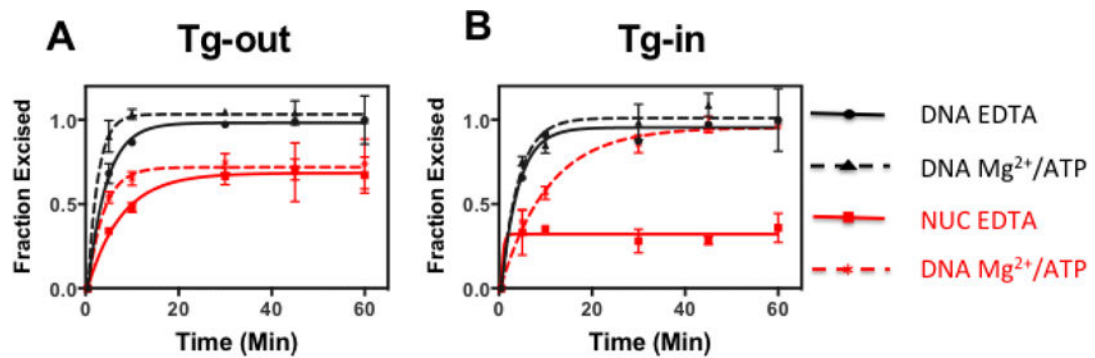 A Tg-out
B Tg-in
Fraction Excised
1.0
0.5
0.0
0 20 40 60
Time (Min)
Fraction Excised
1.0
0.5
0.0
0 20 40 60
Time (Min)
DNA EDTA
DNA Mg²⁺/ATP
NUC EDTA
DNA Mg²⁺/ATP